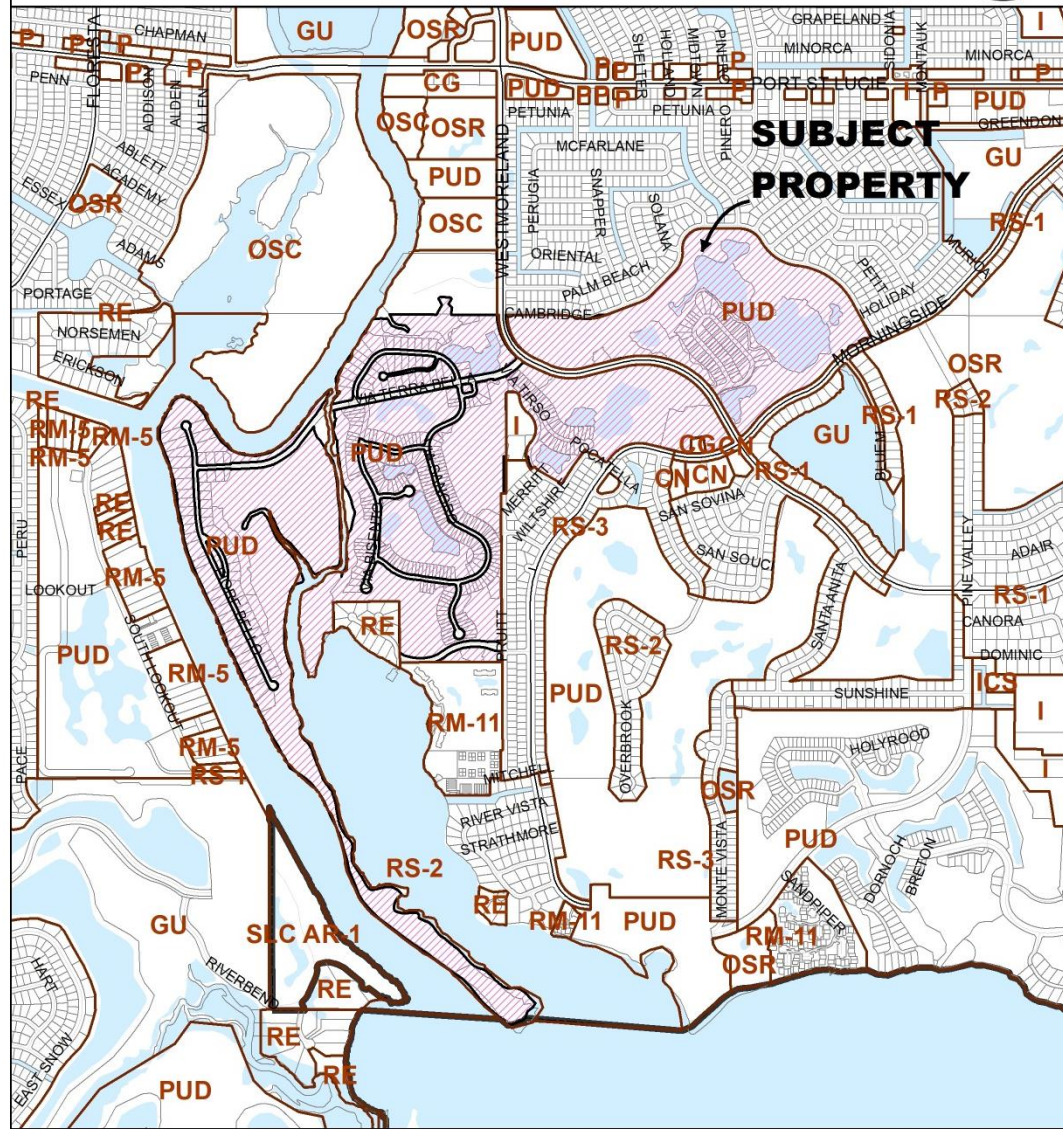 GU
OSR
PUD
GRAPELAND
SIDONIA
MONTAUK
I
P
P
P
CHAPMAN
SHELTER
HOLLAND
MIDTOWN
PINERO
MINORCA
MINORCA
P
P
FLORESTA
P
P
PENN
ADDISON
ALDEN
ALLEN
CG
PUD
P
P
P
PORT ST LUCIE
I
P
PUD
GREENDON
PETUNIA
PETUNIA
P
PINERO
OSC
OSR
WESTMORELAND
MCFARLANE
SUBJECT
PROPERTY
GU
ABLETT
ACADEMY
ESSEX
OSR
ADAMS
PUD
PERUGIA
SNAPPER
SOLANA
RS-1
OSC
OSC
ORIENTAL
PALM BEACH
MURICA
PORTAGE
RE
NORSEMEN
ERICKSON
CAMBRIDGE
PUD
PETIT
HOLIDAY
MORNINGSIDE
OSR
RE
RM-5
RM-5
RM-5
I
RS-2
RS-1
GU
PUD
POCATELLA
CN
CN
RS-1
MERRITT
WILTSHIRE
RE
RE
PERU
PUD
SAN SOVINA
RS-3
SAN SOUCI
PINE VALLEY
ADAIR
LOOKOUT
RM-5
SANTA ANITA
RS-1
CANORA
DOMINIC
PUD
SOUTH LOOKOUT
RE
PRUITT
RS-2
PUD
RM-5
ICS
SUNSHINE
I
RM-11
OVERBROOK
HOLYROOD
RM-5
RS-1
PACE
MITCHELL
OSR
I
RIVER VISTA
STRATHMORE
PUD
RS-3
MONTE VISTA
DORNOCH
BRETON
RS-2
SANDPIPER
RE
RM-11
PUD
RM-11
OSR
GU
SLC AR-1
HART
RIVERBEND
RE
RE
EAST SNOW
RE
PUD